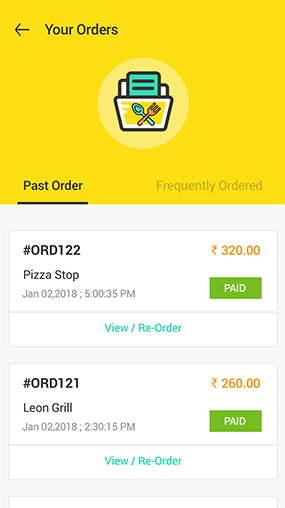 Your Orders
Past Order
Frequently Ordered
#ORD122
₹ 320.00
Pizza Stop
Jan 02,2018 ; 5:00:35 PM
PAID
View / Re-Order
#ORD121
₹ 260.00
Leon Grill
Jan 02,2018 ; 2:30:15 PM
PAID
View / Re-Order